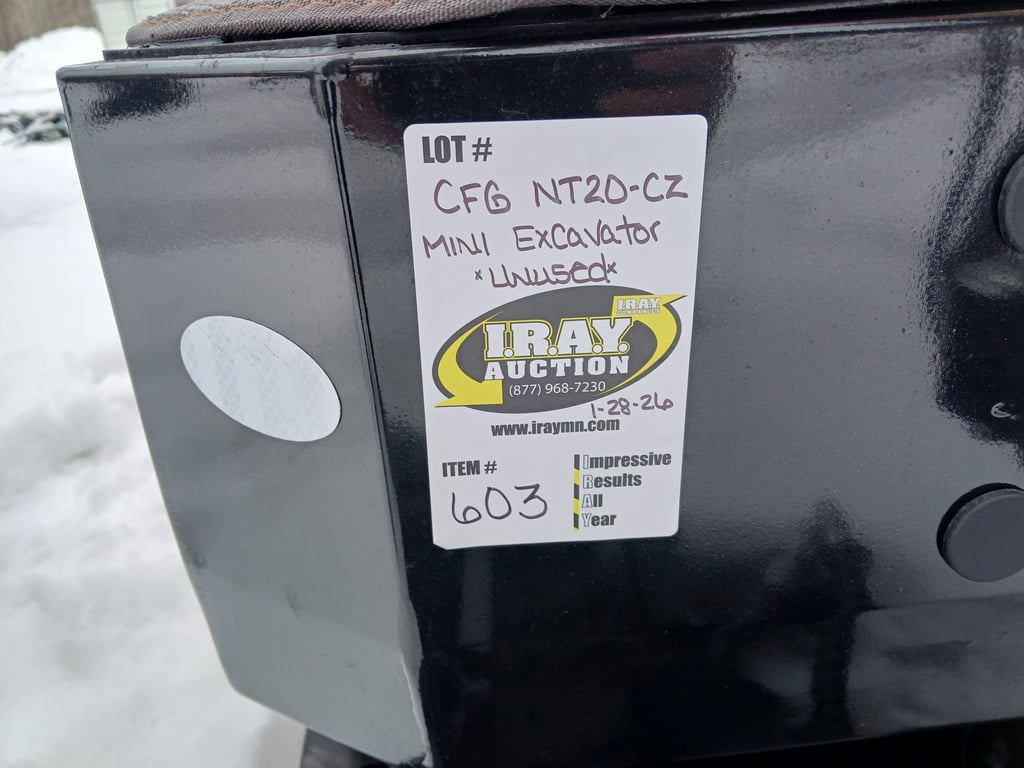 LOT #
CFG NT20-CZ
MINI Excavator
*Unused*
I.R.A.Y.
I.R.A.Y.
AUCTION
(877) 968-7230
1-28-26
www.iraymn.com
ITEM #
603
Impressive
Results
All
Year